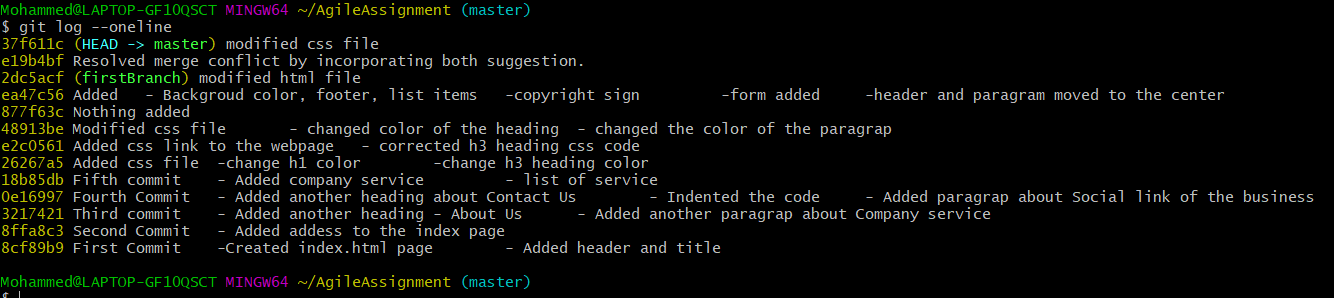 Mohammed@LAPTOP-GF10QSCT MINGW64 ~/AgileAssignment (master)
$ git log --oneline
37f611c (HEAD -> master) modified css file
e19b4bf Resolved merge conflict by incorporating both suggestion.
2dc5acf (firstBranch) modified html file
ea47c56 Added   - Backgroud color, footer, list items   -copyright sign         -form added     -header and paragram moved to the center
877f63c Nothing added
48913be Modified css file       - changed color of the heading  - changed the color of the paragrap
e2c0561 Added css link to the webpage   - corrected h3 heading css code
26267a5 Added css file  -change h1 color        -change h3 heading color
18b85db Fifth commit    - Added company service         - list of service
0e16997 Fourth Commit   - Added another heading about Contact Us        - Indented the code     - Added paragrap about Social link of the business
3217421 Third commit    - Added another heading - About Us      - Added another paragrap about Company service
8ffa8c3 Second Commit   - Added addess to the index page
8cf89b9 First Commit    -Created index.html page        - Added header and title
Mohammed@LAPTOP-GF10QSCT MINGW64 ~/AgileAssignment (master)
$